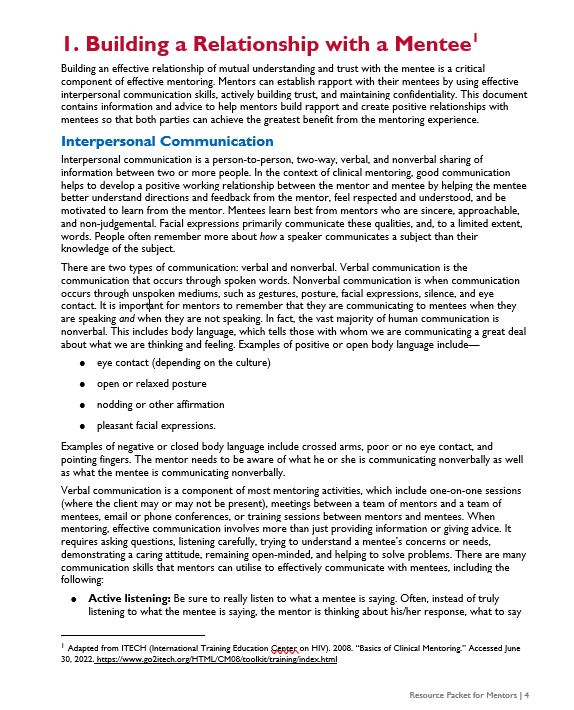 1. Building a Relationship with a Mentee1
Building an effective relationship of mutual understanding and trust with the mentee is a critical
component of effective mentoring. Mentors can establish rapport with their mentees by using effective
interpersonal communication skills, actively building trust, and maintaining confidentiality. This document
contains information and advice to help mentors build rapport and create positive relationships with
mentees so that both parties can achieve the greatest benefit from the mentoring experience.
Interpersonal Communication
Interpersonal communication is a person-to-person, two-way, verbal, and nonverbal sharing of
information between two or more people. In the context of clinical mentoring, good communication
helps to develop a positive working relationship between the mentor and mentee by helping the mentee
better understand directions and feedback from the mentor, feel respected and understood, and be
motivated to learn from the mentor. Mentees learn best from mentors who are sincere, approachable,
and non-judgemental. Facial expressions primarily communicate these qualities, and, to a limited extent,
words. People often remember more about how a speaker communicates a subject than their
knowledge of the subject.
There are two types of communication: verbal and nonverbal. Verbal communication is the
communication that occurs through spoken words. Nonverbal communication is when communication
occurs through unspoken mediums, such as gestures, posture, facial expressions, silence, and eye
contact. It is important for mentors to remember that they are communicating to mentees when they
are speaking and when they are not speaking. In fact, the vast majority of human communication is
nonverbal. This includes body language, which tells those with whom we are communicating a great deal
about what we are thinking and feeling. Examples of positive or open body language include—
● eye contact (depending on the culture)
● open or relaxed posture
● nodding or other affirmation
● pleasant facial expressions.
Examples of negative or closed body language include crossed arms, poor or no eye contact, and
pointing fingers. The mentor needs to be aware of what he or she is communicating nonverbally as well
as what the mentee is communicating nonverbally.
Verbal communication is a component of most mentoring activities, which include one-on-one sessions
(where the client may or may not be present), meetings between a team of mentors and a team of
mentees, email or phone conferences, or training sessions between mentors and mentees. When
mentoring, effective communication involves more than just providing information or giving advice. It
requires asking questions, listening carefully, trying to understand a mentee's concerns or needs,
demonstrating a caring attitude, remaining open-minded, and helping to solve problems. There are many
communication skills that mentors can utilise to effectively communicate with mentees, including the
following:
● Active listening: Be sure to really listen to what a mentee is saying. Often, instead of truly
listening to what the mentee is saying, the mentor is thinking about his/her response, what to say
1 Adapted from ITECH (International Training Education Center on HIV). 2008. “Basics of Clinical Mentoring.” Accessed June
30, 2022. https://www.go2itech.org/HTML/CM08/toolkit/training/index.html
Resource Packet for Mentors | 4